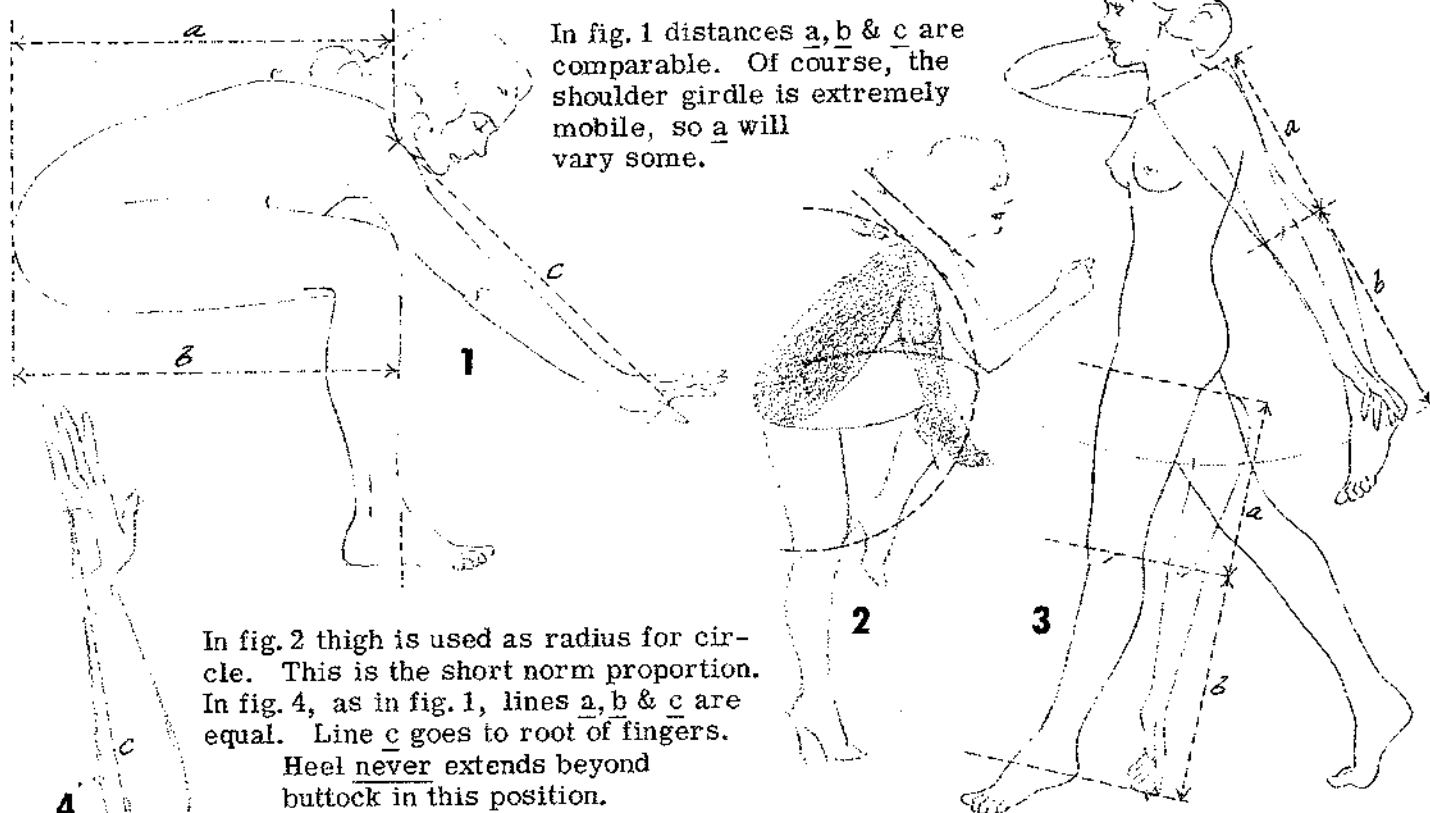 In fig. 1 distances a, b & c are
comparable. Of course, the
shoulder girdle is extremely
mobile, so a will
vary some.
a
b
c
1
2
3
a
b
a
b
In fig. 2 thigh is used as radius for cir-
cle. This is the short norm proportion.
In fig. 4, as in fig. 1, lines a, b & c are
equal. Line c goes to root of fingers.
Heel never extends beyond
buttock in this position.
c
4